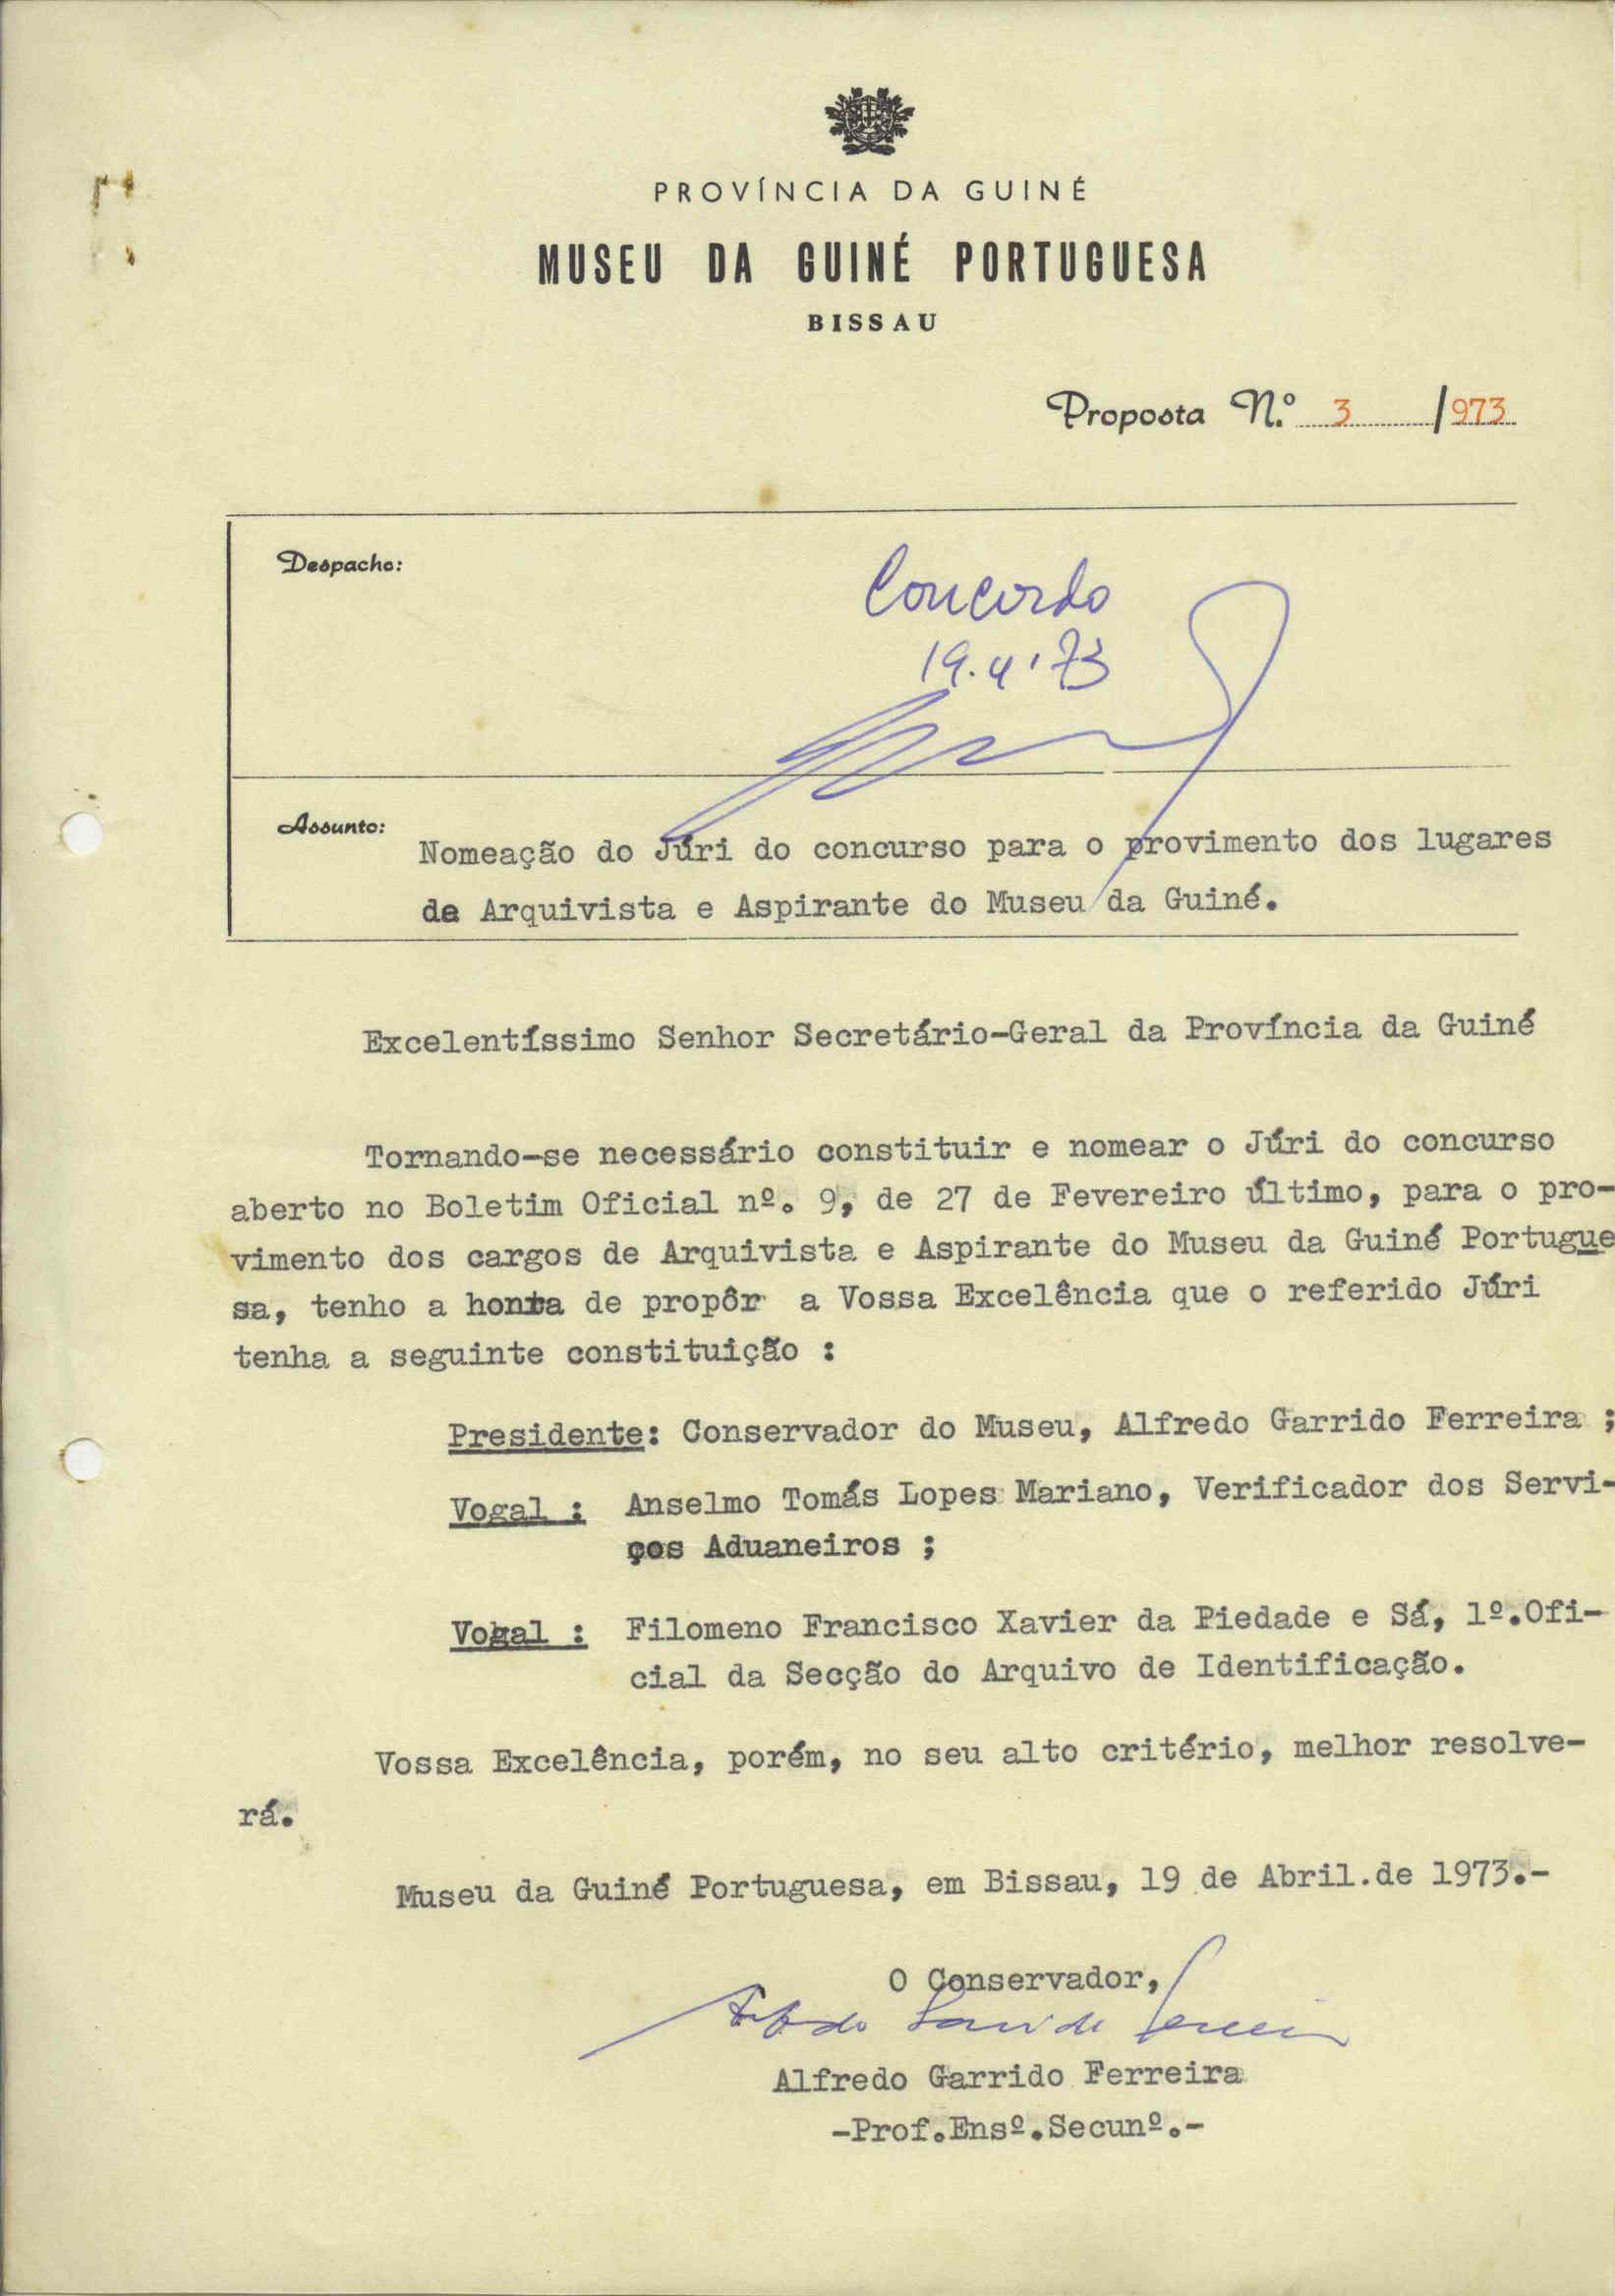 PROVÍNCIA DA GUINÉ
MUSEU DA GUINÉ PORTUGUESA
BISSAU
Proposta N.º 3 /973
Despacho:
Concordo
19.4'73
Assunto:
Nomeação do Júri do concurso para o provimento dos lugares
de Arquivista e Aspirante do Museu da Guiné.
Excelentíssimo Senhor Secretário-Geral da Província da Guiné
Tornando-se necessário constituir e nomear o Júri do concurso
aberto no Boletim Oficial nº. 9, de 27 de Fevereiro último, para o pro-
vimento dos cargos de Arquivista e Aspirante do Museu da Guiné Portugue
sa, tenho a honra de propôr a Vossa Excelência que o referido Júri
tenha a seguinte constituição :
Presidente: Conservador do Museu, Alfredo Garrido Ferreira ;
Vogal : Anselmo Tomás Lopes Mariano, Verificador dos Servi-
ços Aduaneiros ;
Vogal : Filomeno Francisco Xavier da Piedade e Sá, 1º.Ofi-
cial da Secção do Arquivo de Identificação.
Vossa Excelência, porém, no seu alto critério, melhor resolve-
rá.
Museu da Guiné Portuguesa, em Bissau, 19 de Abril.de 1973.-
O Conservador,
Alfredo Garrido Ferreira
Alfredo Garrido Ferreira
-Prof.Ensº.Secunº.-